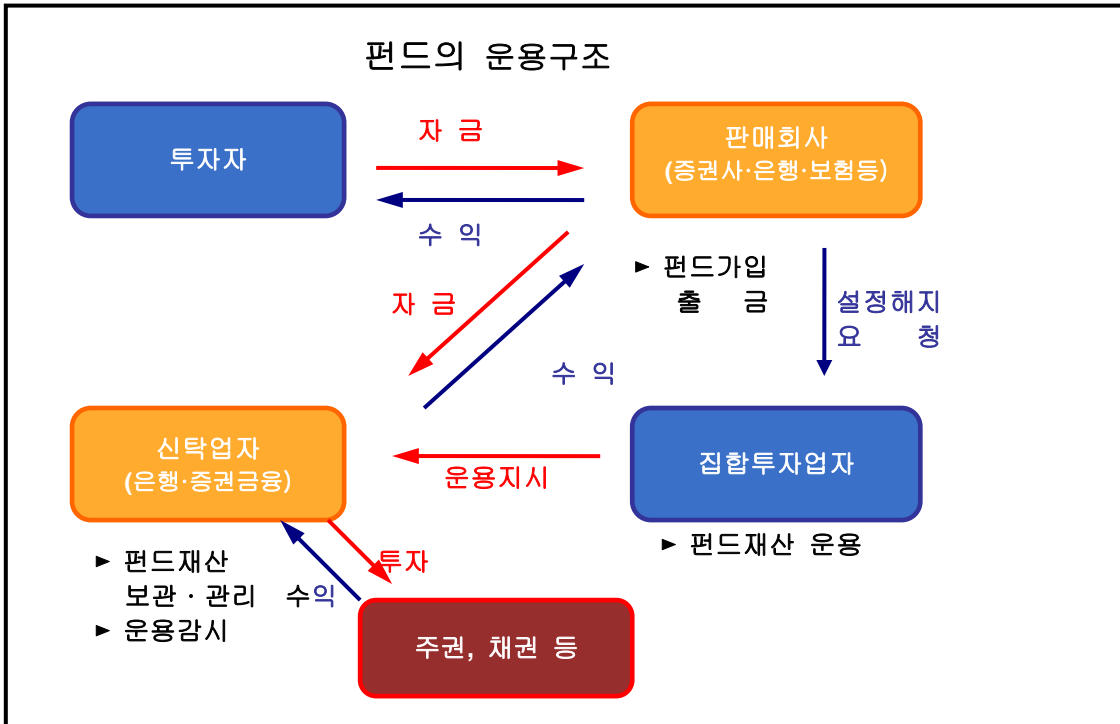 펀드의 운용구조
투자자
자 금
수 익
판매회사
(증권사·은행·보험등)
► 펀드가입
출 금
설정해지
요 청
자 금
수 익
신탁업자
(은행·증권금융)
운용지시
집합투자업자
► 펀드재산 운용
► 펀드재산
보관 · 관리
► 운용감시
투자
수익
주권, 채권 등